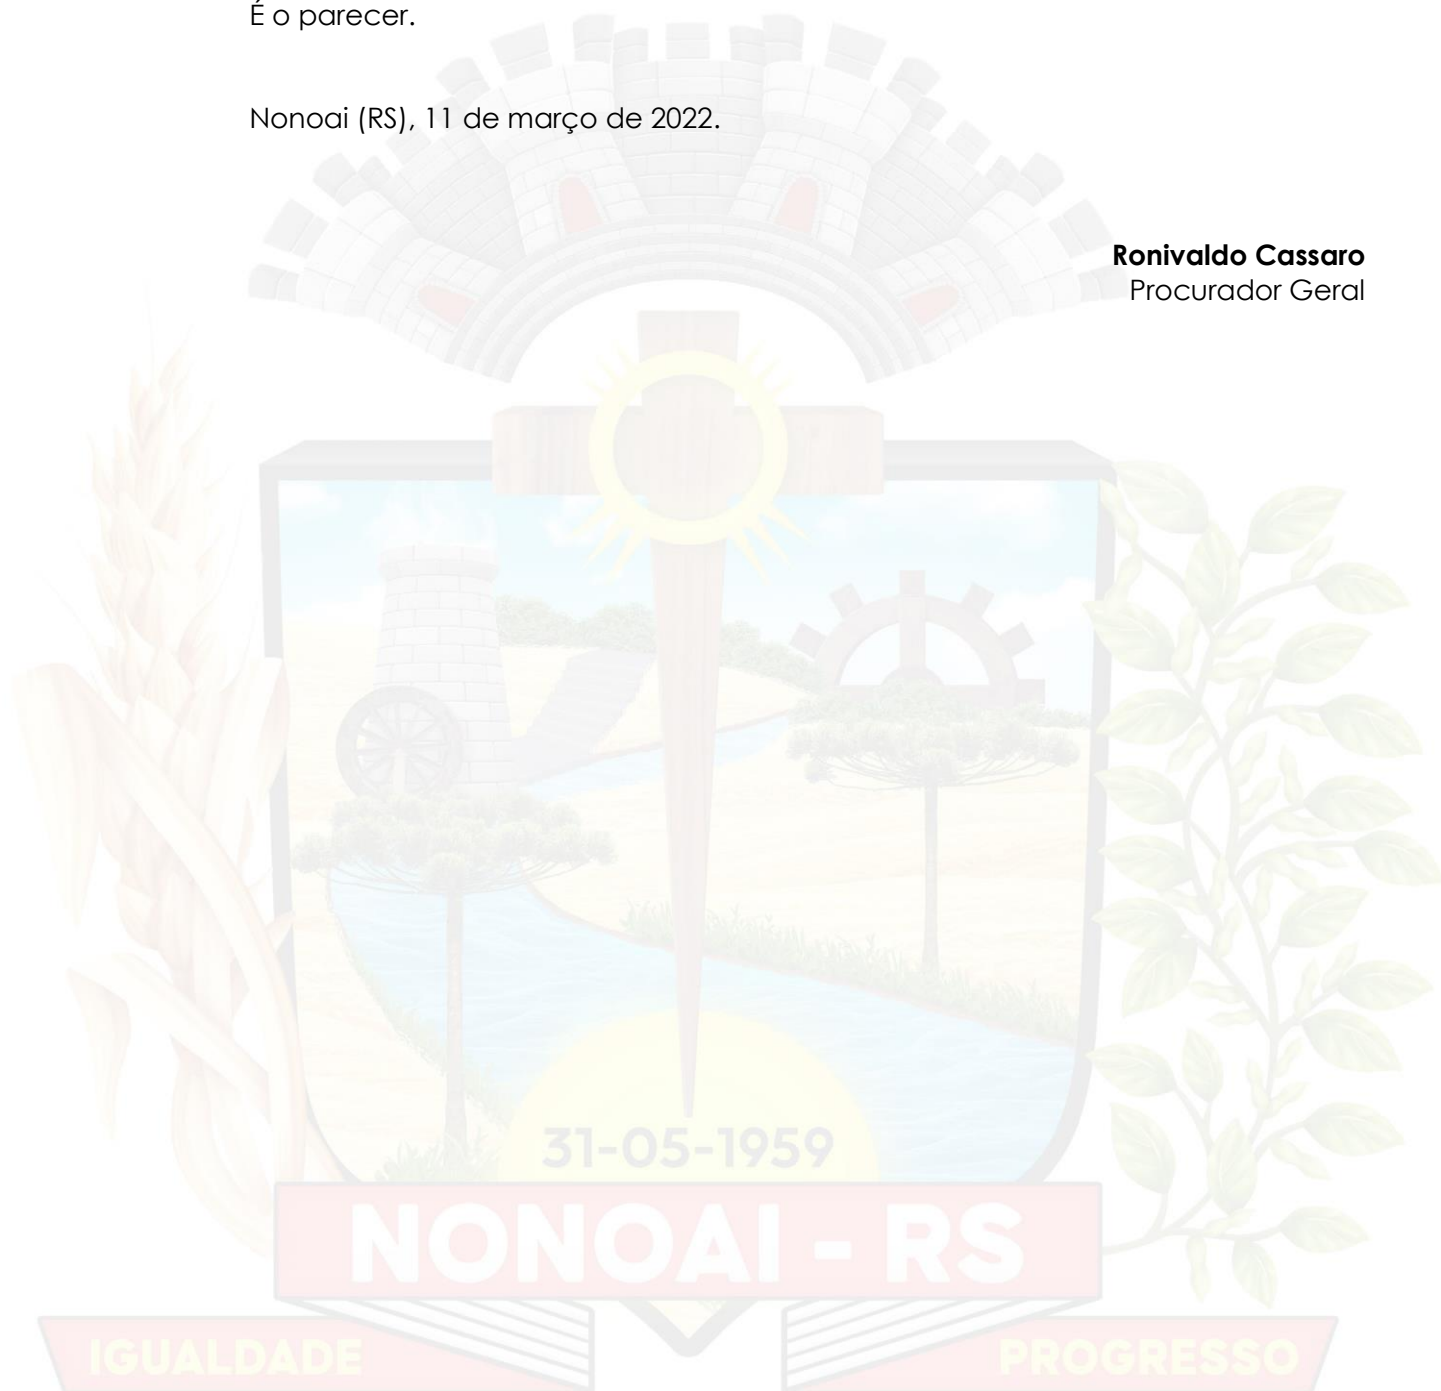 É o parecer.
Nonoai (RS), 11 de março de 2022.
Ronivaldo Cassaro
Procurador Geral
31-05-1959
NONOAI - RS
IGUALDADE
PROGRESSO